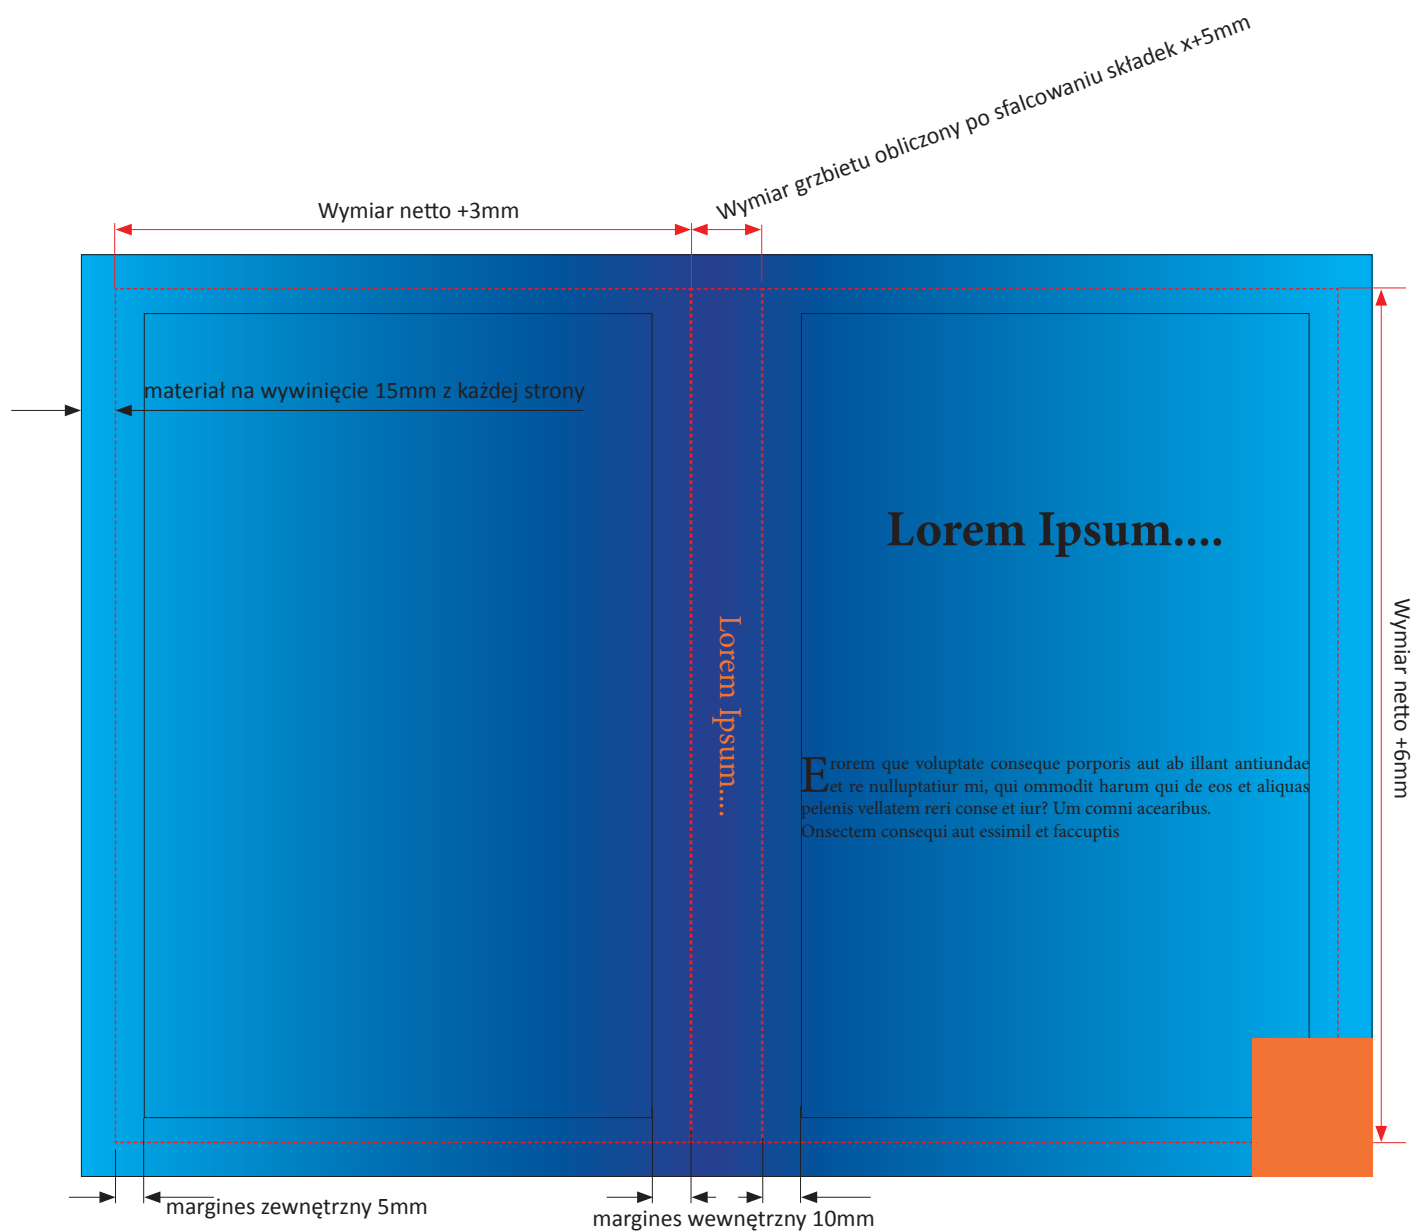 Wymiar grzbietu obliczony po sfalcowaniu składek x+5mm
Wymiar netto +3mm
materiał na wywinięcie 15mm z każdej strony
Lorem Ipsum....
Lorem Ipsum....
Wymiar netto +6mm
Erorem que voluptate conseque porporis aut ab illant antiundae
et re nulluptatiur mi, qui ommodit harum qui de eos et aliquas
pelenis vellatem reri conse et iur? Um comni acearibus.
Onsectem consequi aut essimil et faccuptis
margines zewnętrzny 5mm
margines wewnętrzny 10mm